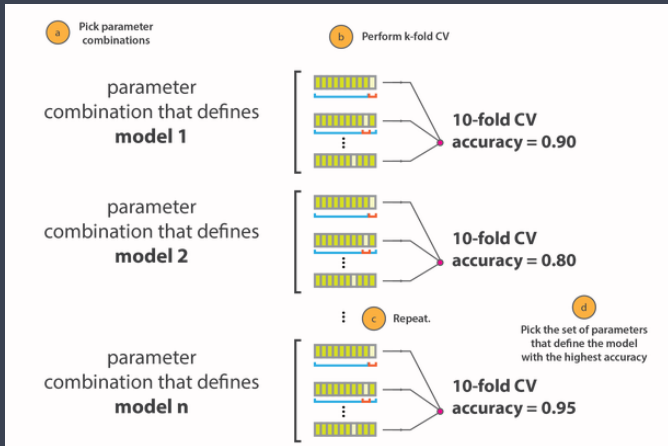 a
Pick parameter
combinations
b
Perform k-fold CV
parameter
combination that defines
model 1
10-fold CV
accuracy = 0.90
parameter
combination that defines
model 2
10-fold CV
accuracy = 0.80
c
Repeat.
d
Pick the set of parameters
that define the model
with the highest accuracy
parameter
combination that defines
model n
10-fold CV
accuracy = 0.95